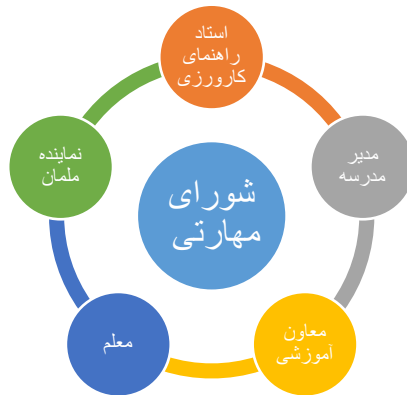 استاد
راهنمای
کارورزی
مدیر
مدرسه
معاون
آموزشی
معلم
نماینده
ملمان
شورای
مهارتی